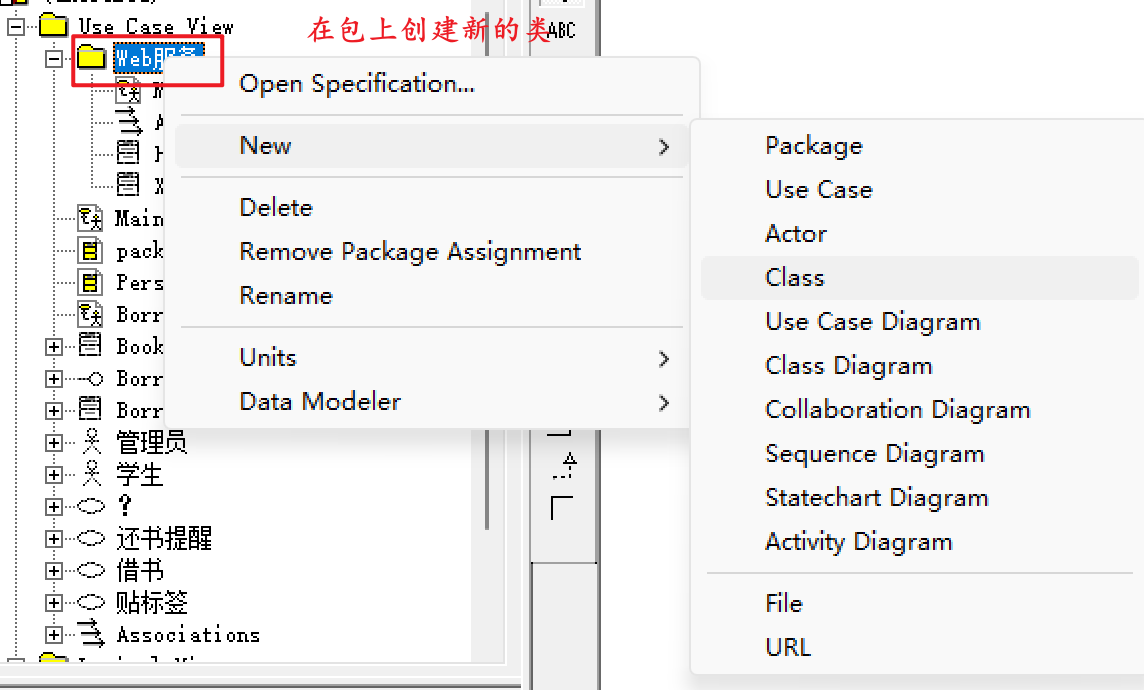 Use Case View
在包上创建新的类
ABC
Web服务
Open Specification...
New
Delete
Remove Package Assignment
Rename
Units
Data Modeler
Package
Use Case
Actor
Class
Use Case Diagram
Class Diagram
Collaboration Diagram
Sequence Diagram
Statechart Diagram
Activity Diagram
File
URL
Main
pack
Pers
Borr
Book
Borr
Borr
管理员
学生
?
还书提醒
借书
贴标签
Associations